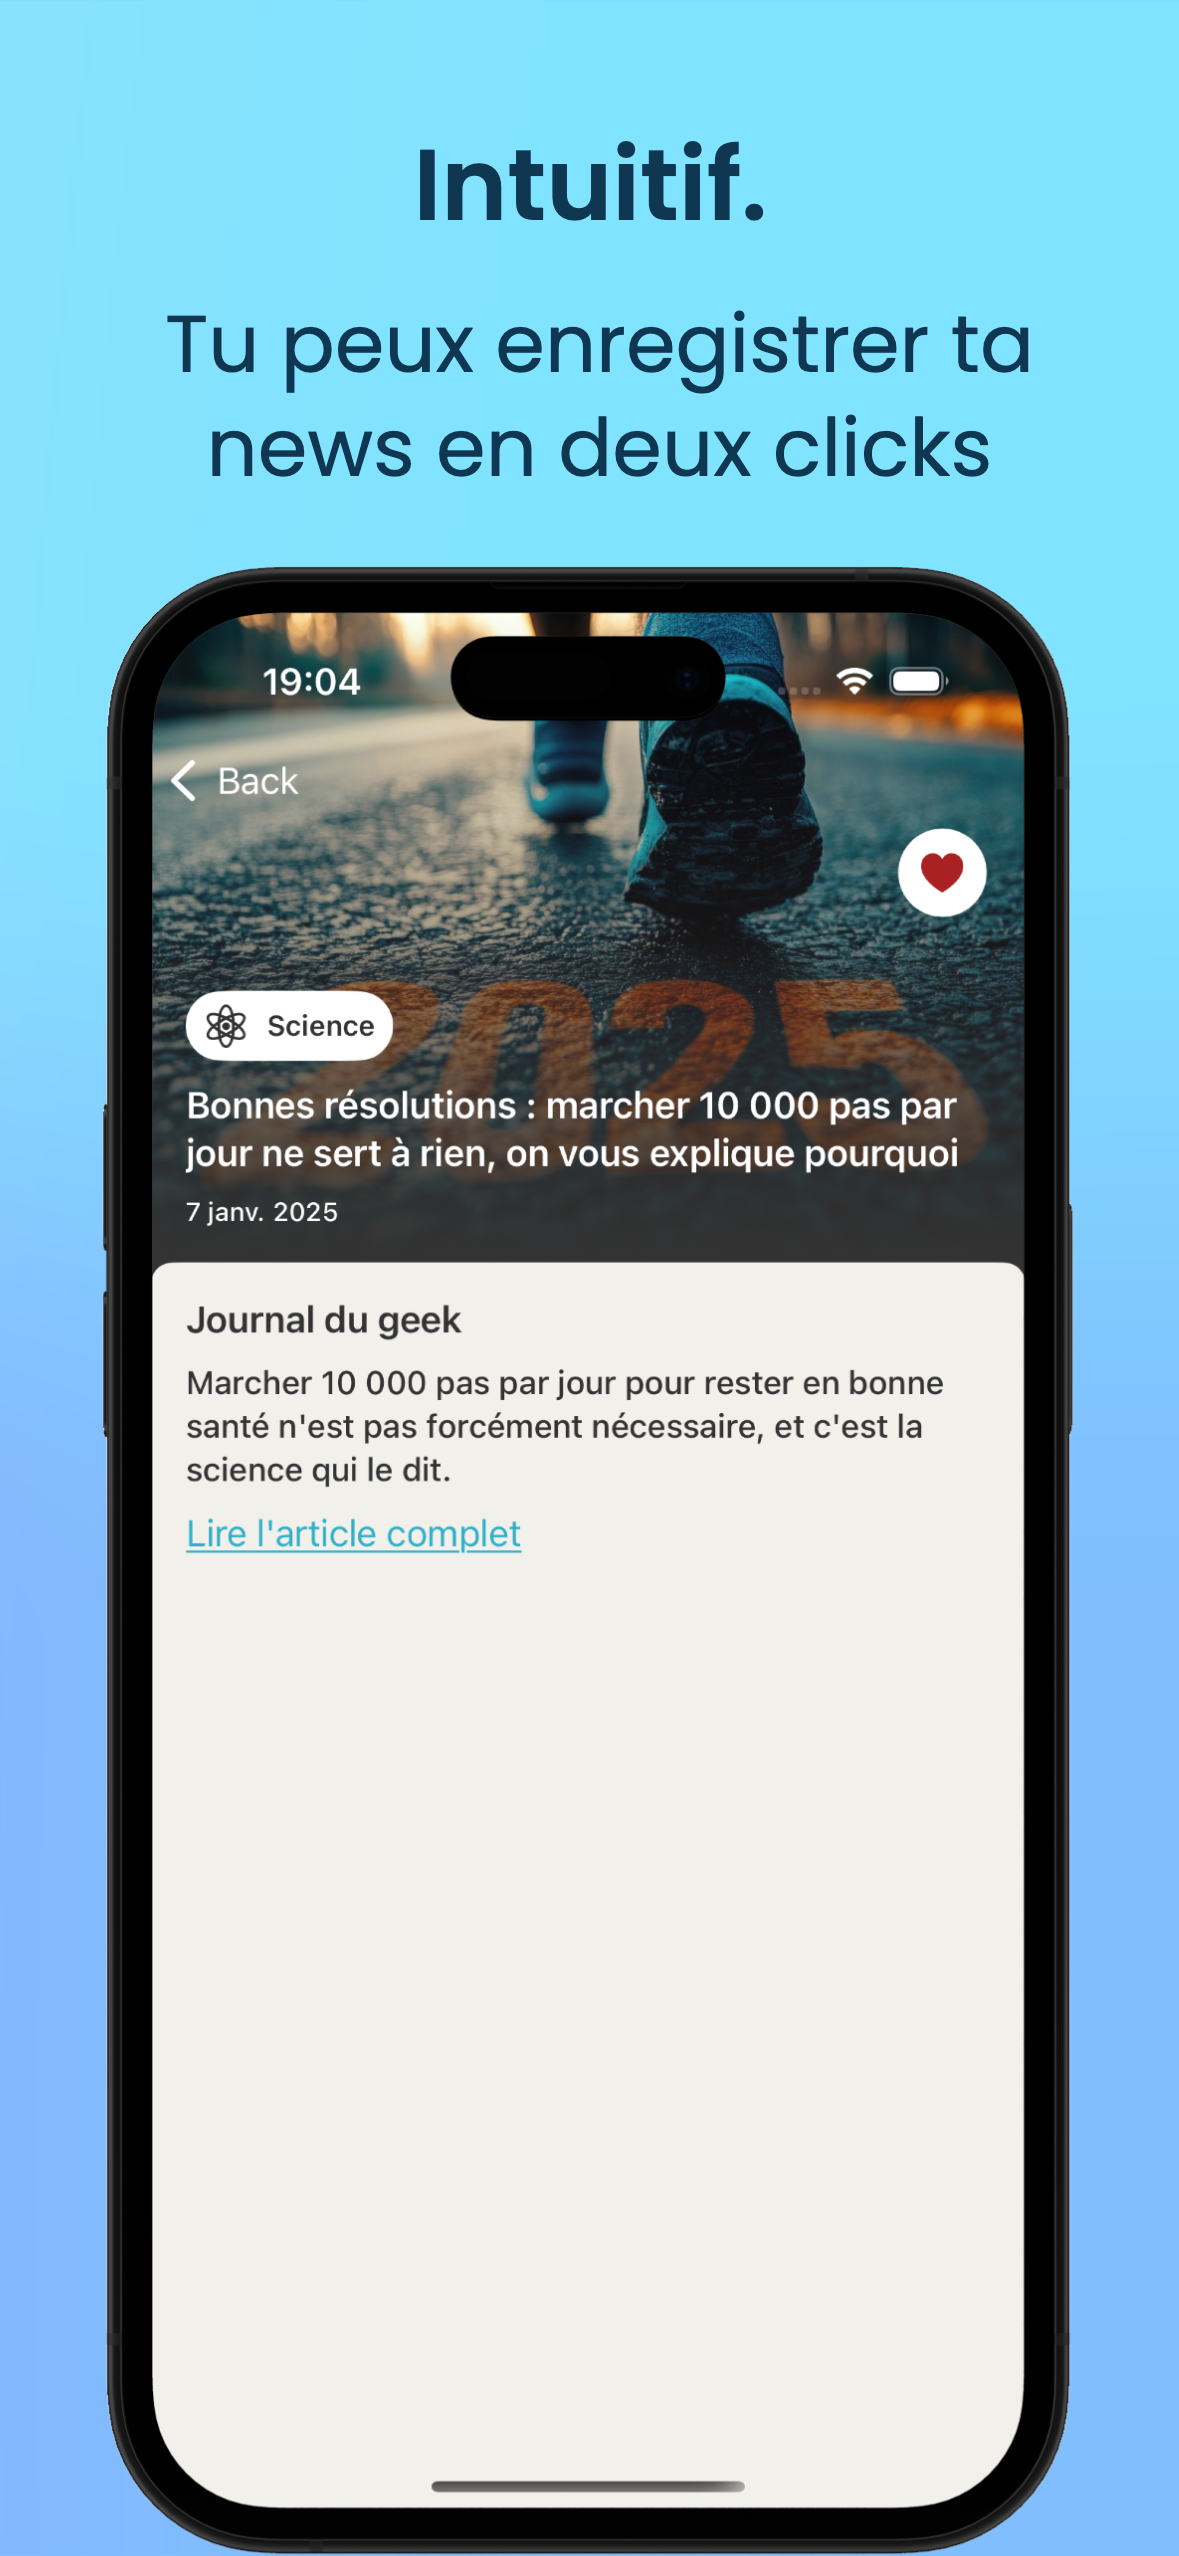 Intuitif.
Tu peux enregistrer ta
news en deux clicks
19:04
Back
2025
Science
Bonnes résolutions : marcher 10 000 pas par
jour ne sert à rien, on vous explique pourquoi
7 janv. 2025
Journal du geek
Marcher 10 000 pas par jour pour rester en bonne
santé n'est pas forcément nécessaire, et c'est la
science qui le dit.
Lire l'article complet